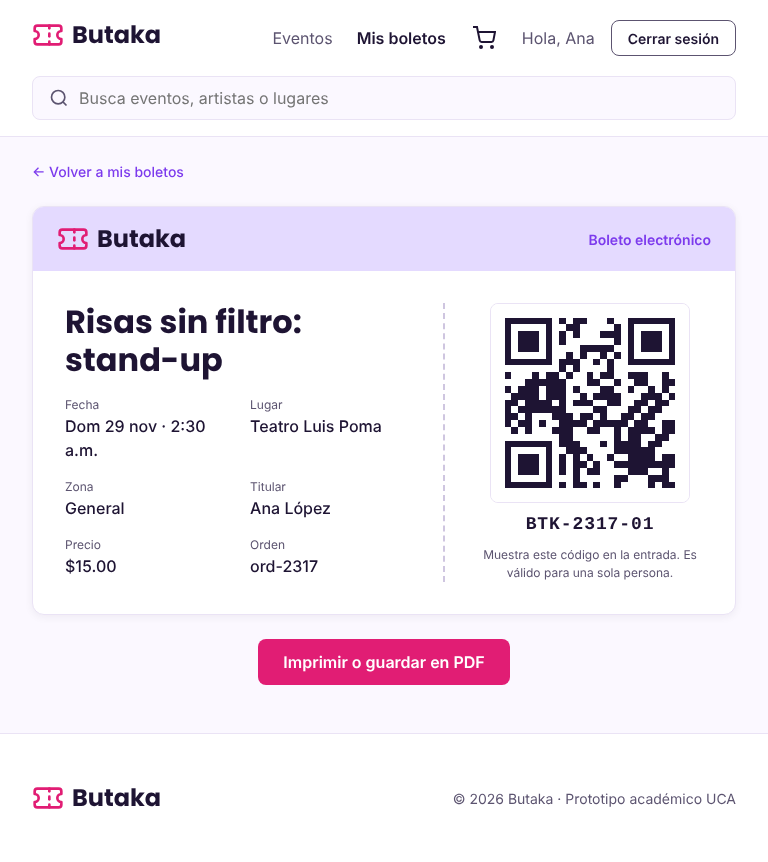 Butaka
Eventos
Mis boletos
Hola, Ana
Cerrar sesión
Busca eventos, artistas o lugares
← Volver a mis boletos
Butaka
Boleto electrónico
Risas sin filtro:
stand-up
Fecha
Dom 29 nov · 2:30
a.m.
Lugar
Teatro Luis Poma
Zona
General
Titular
Ana López
Precio
$15.00
Orden
ord-2317
BTK-2317-01
Muestra este código en la entrada. Es
válido para una sola persona.
Imprimir o guardar en PDF
Butaka
© 2026 Butaka · Prototipo académico UCA